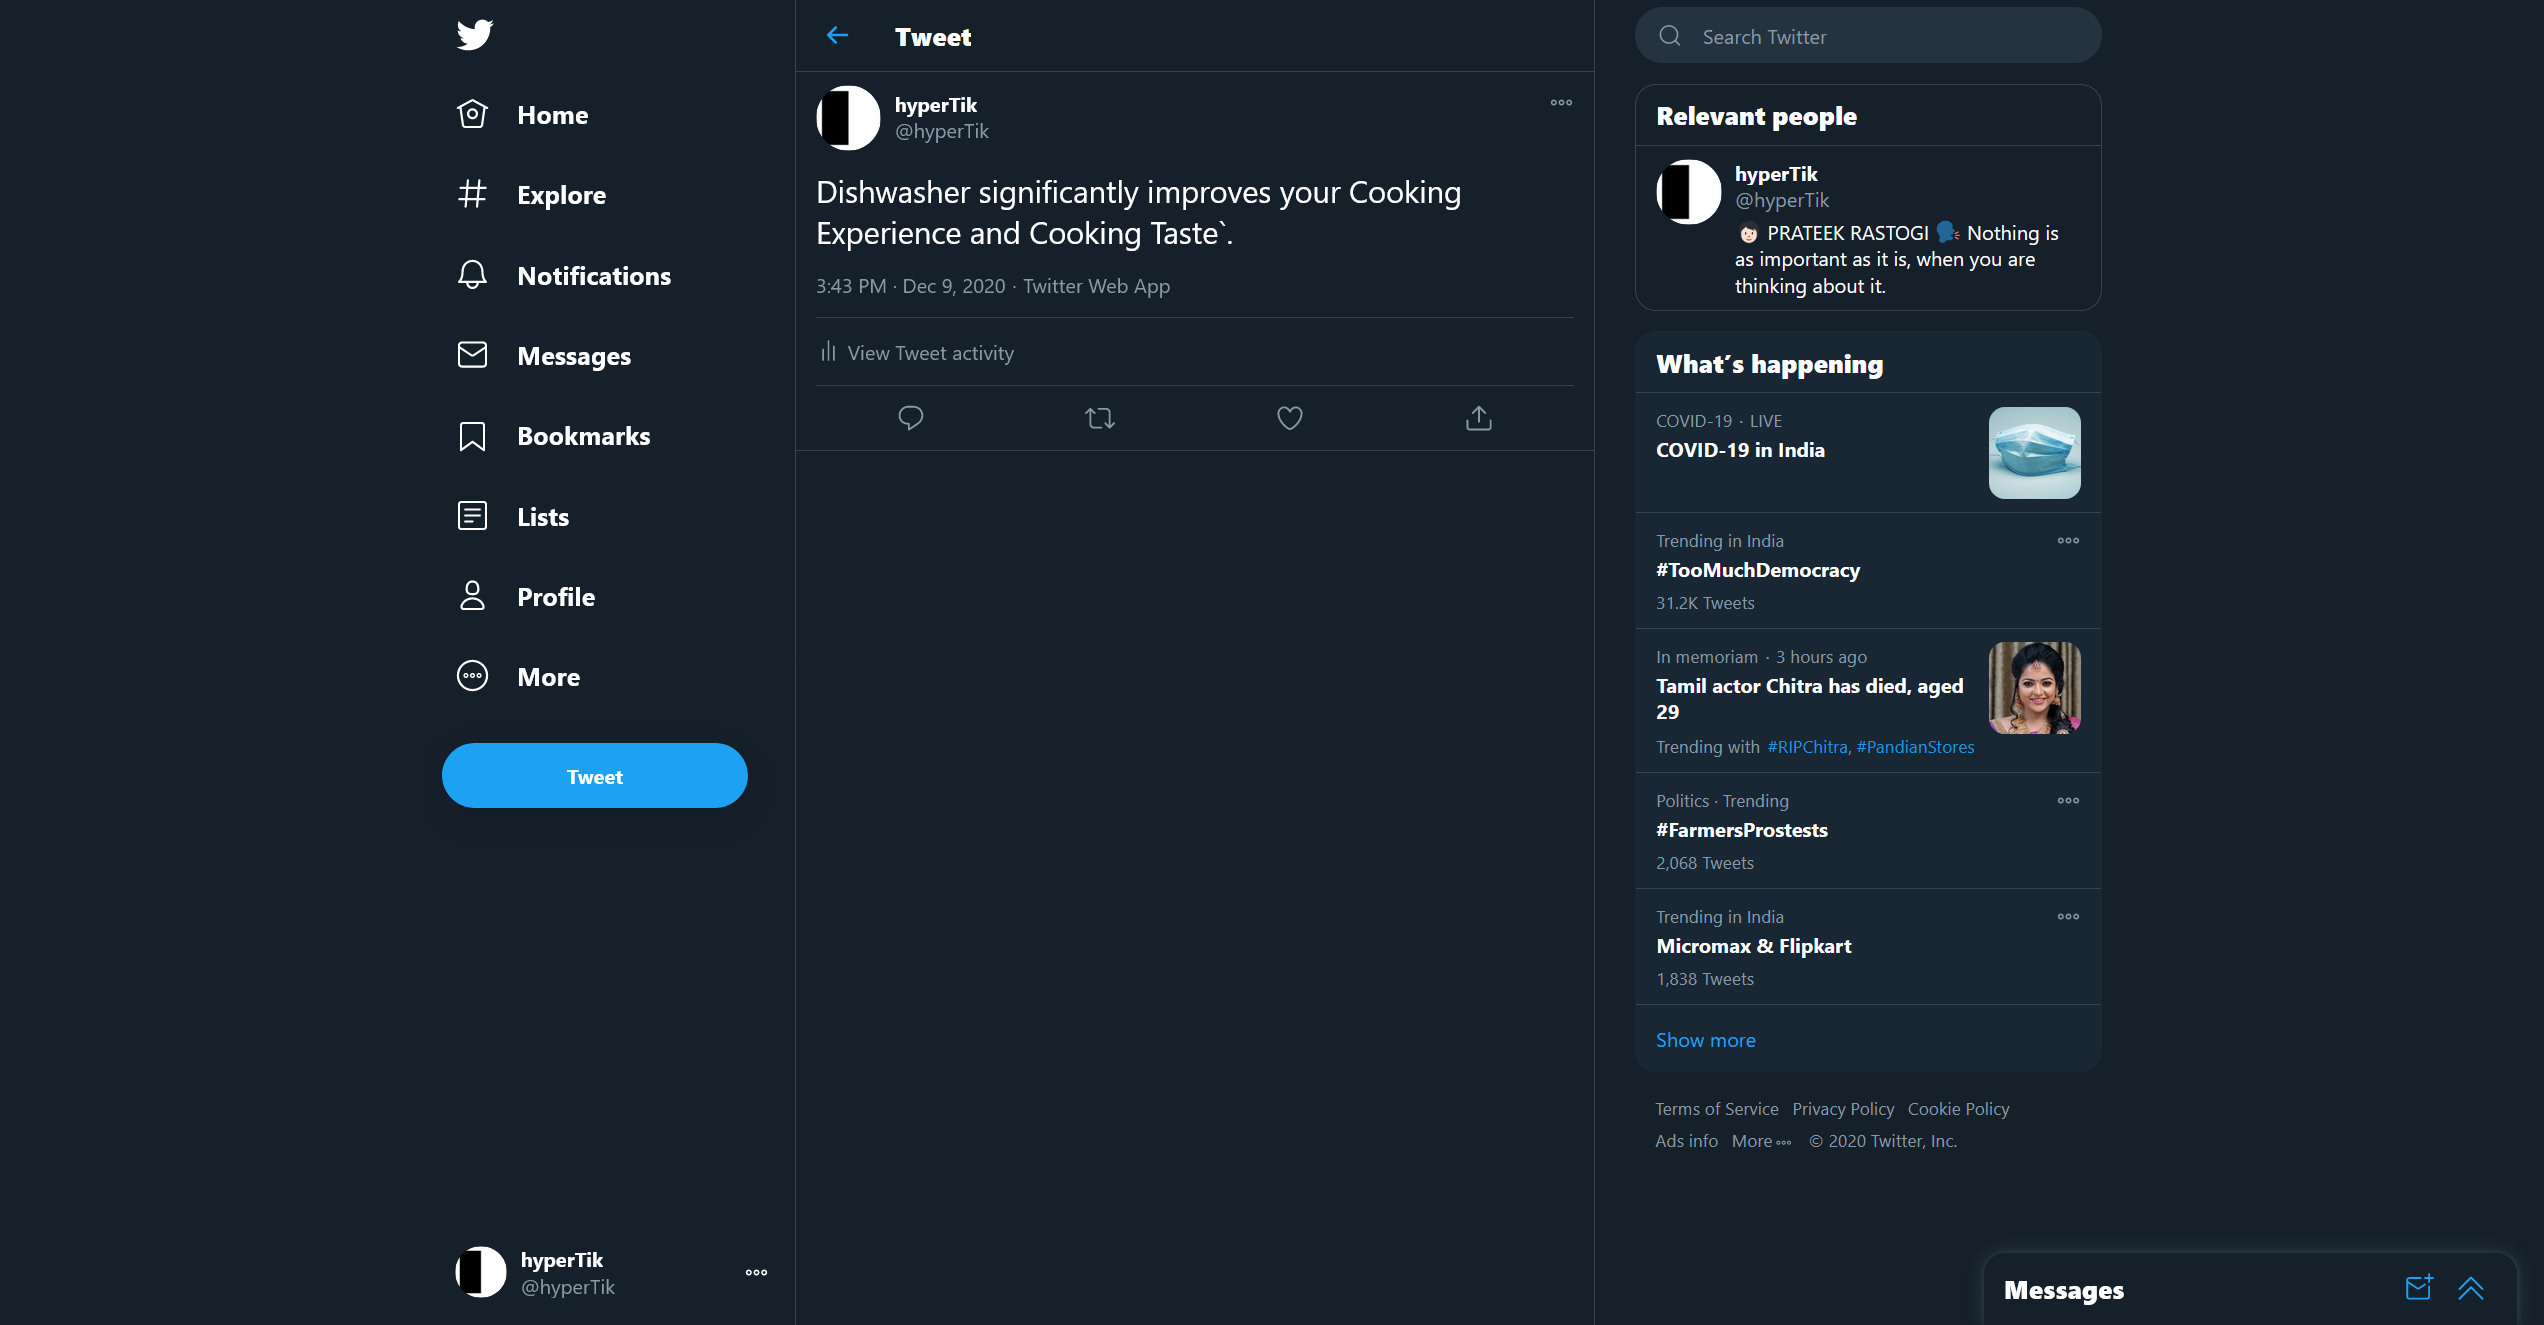 Home
Explore
Notifications
Messages
Bookmarks
Lists
Profile
More
Tweet
hyperTik
@hyperTik
Tweet
hyperTik
@hyperTik
Dishwasher significantly improves your Cooking
Experience and Cooking Taste`.
3:43 PM · Dec 9, 2020 · Twitter Web App
View Tweet activity
Search Twitter
Relevant people
hyperTik
@hyperTik
PRATEEK RASTOGI 🗣 Nothing is
as important as it is, when you are
thinking about it.
What's happening
COVID-19 · LIVE
COVID-19 in India
Trending in India
#TooMuchDemocracy
31.2K Tweets
In memoriam · 3 hours ago
Tamil actor Chitra has died, aged
29
Trending with #RIPChitra, #PandianStores
Politics · Trending
#FarmersProstests
2,068 Tweets
Trending in India
Micromax & Flipkart
1,838 Tweets
Show more
Terms of Service Privacy Policy Cookie Policy
Ads info More © 2020 Twitter, Inc.
Messages